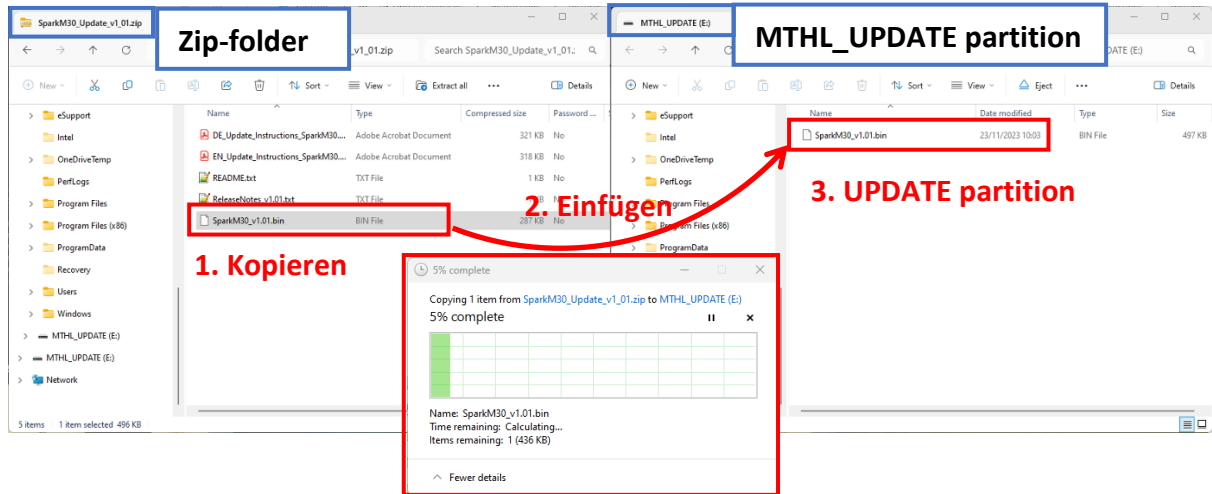 SparkM30_Update_v1_01.zip
Zip-folder
_v1_01.zip
Search SparkM30_Update_v1_01.:
New
Sort
View
Extract all
Details
eSupport
Intel
OneDriveTemp
PerfLogs
Program Files
Program Files (x86)
ProgramData
Recovery
Users
Windows
MTHL_UPDATE (E:)
MTHL_UPDATE (E:)
Network
Name Type Compressed size Password ...
DE_Update_Instructions_SparkM30.... Adobe Acrobat Document 321 KB No
EN_Update_Instructions_SparkM30.... Adobe Acrobat Document 318 KB No
README.txt TXT File 1 KB No
ReleaseNotes_v1.01.txt TXT File
SparkM30_v1.01.bin BIN File 287 KB No
1. Kopieren
2. Einfügen
5 items 1 item selected 496 KB
MTHL_UPDATE (E:)
MTHL_UPDATE partition
DATE (E:)
New
Sort
View
Eject
Details
eSupport
Intel
OneDriveTemp
PerfLogs
Program Files
Program Files (x86)
ProgramData
Name Date modified Type Size
SparkM30_v1.01.bin 23/11/2023 10:03 BIN File 497 KB
3. UPDATE partition
5% complete
Copying 1 item from SparkM30_Update_v1_01.zip to MTHL_UPDATE (E:)
5% complete
Name: SparkM30_v1.01.bin
Time remaining: Calculating...
Items remaining: 1 (436 KB)
Fewer details